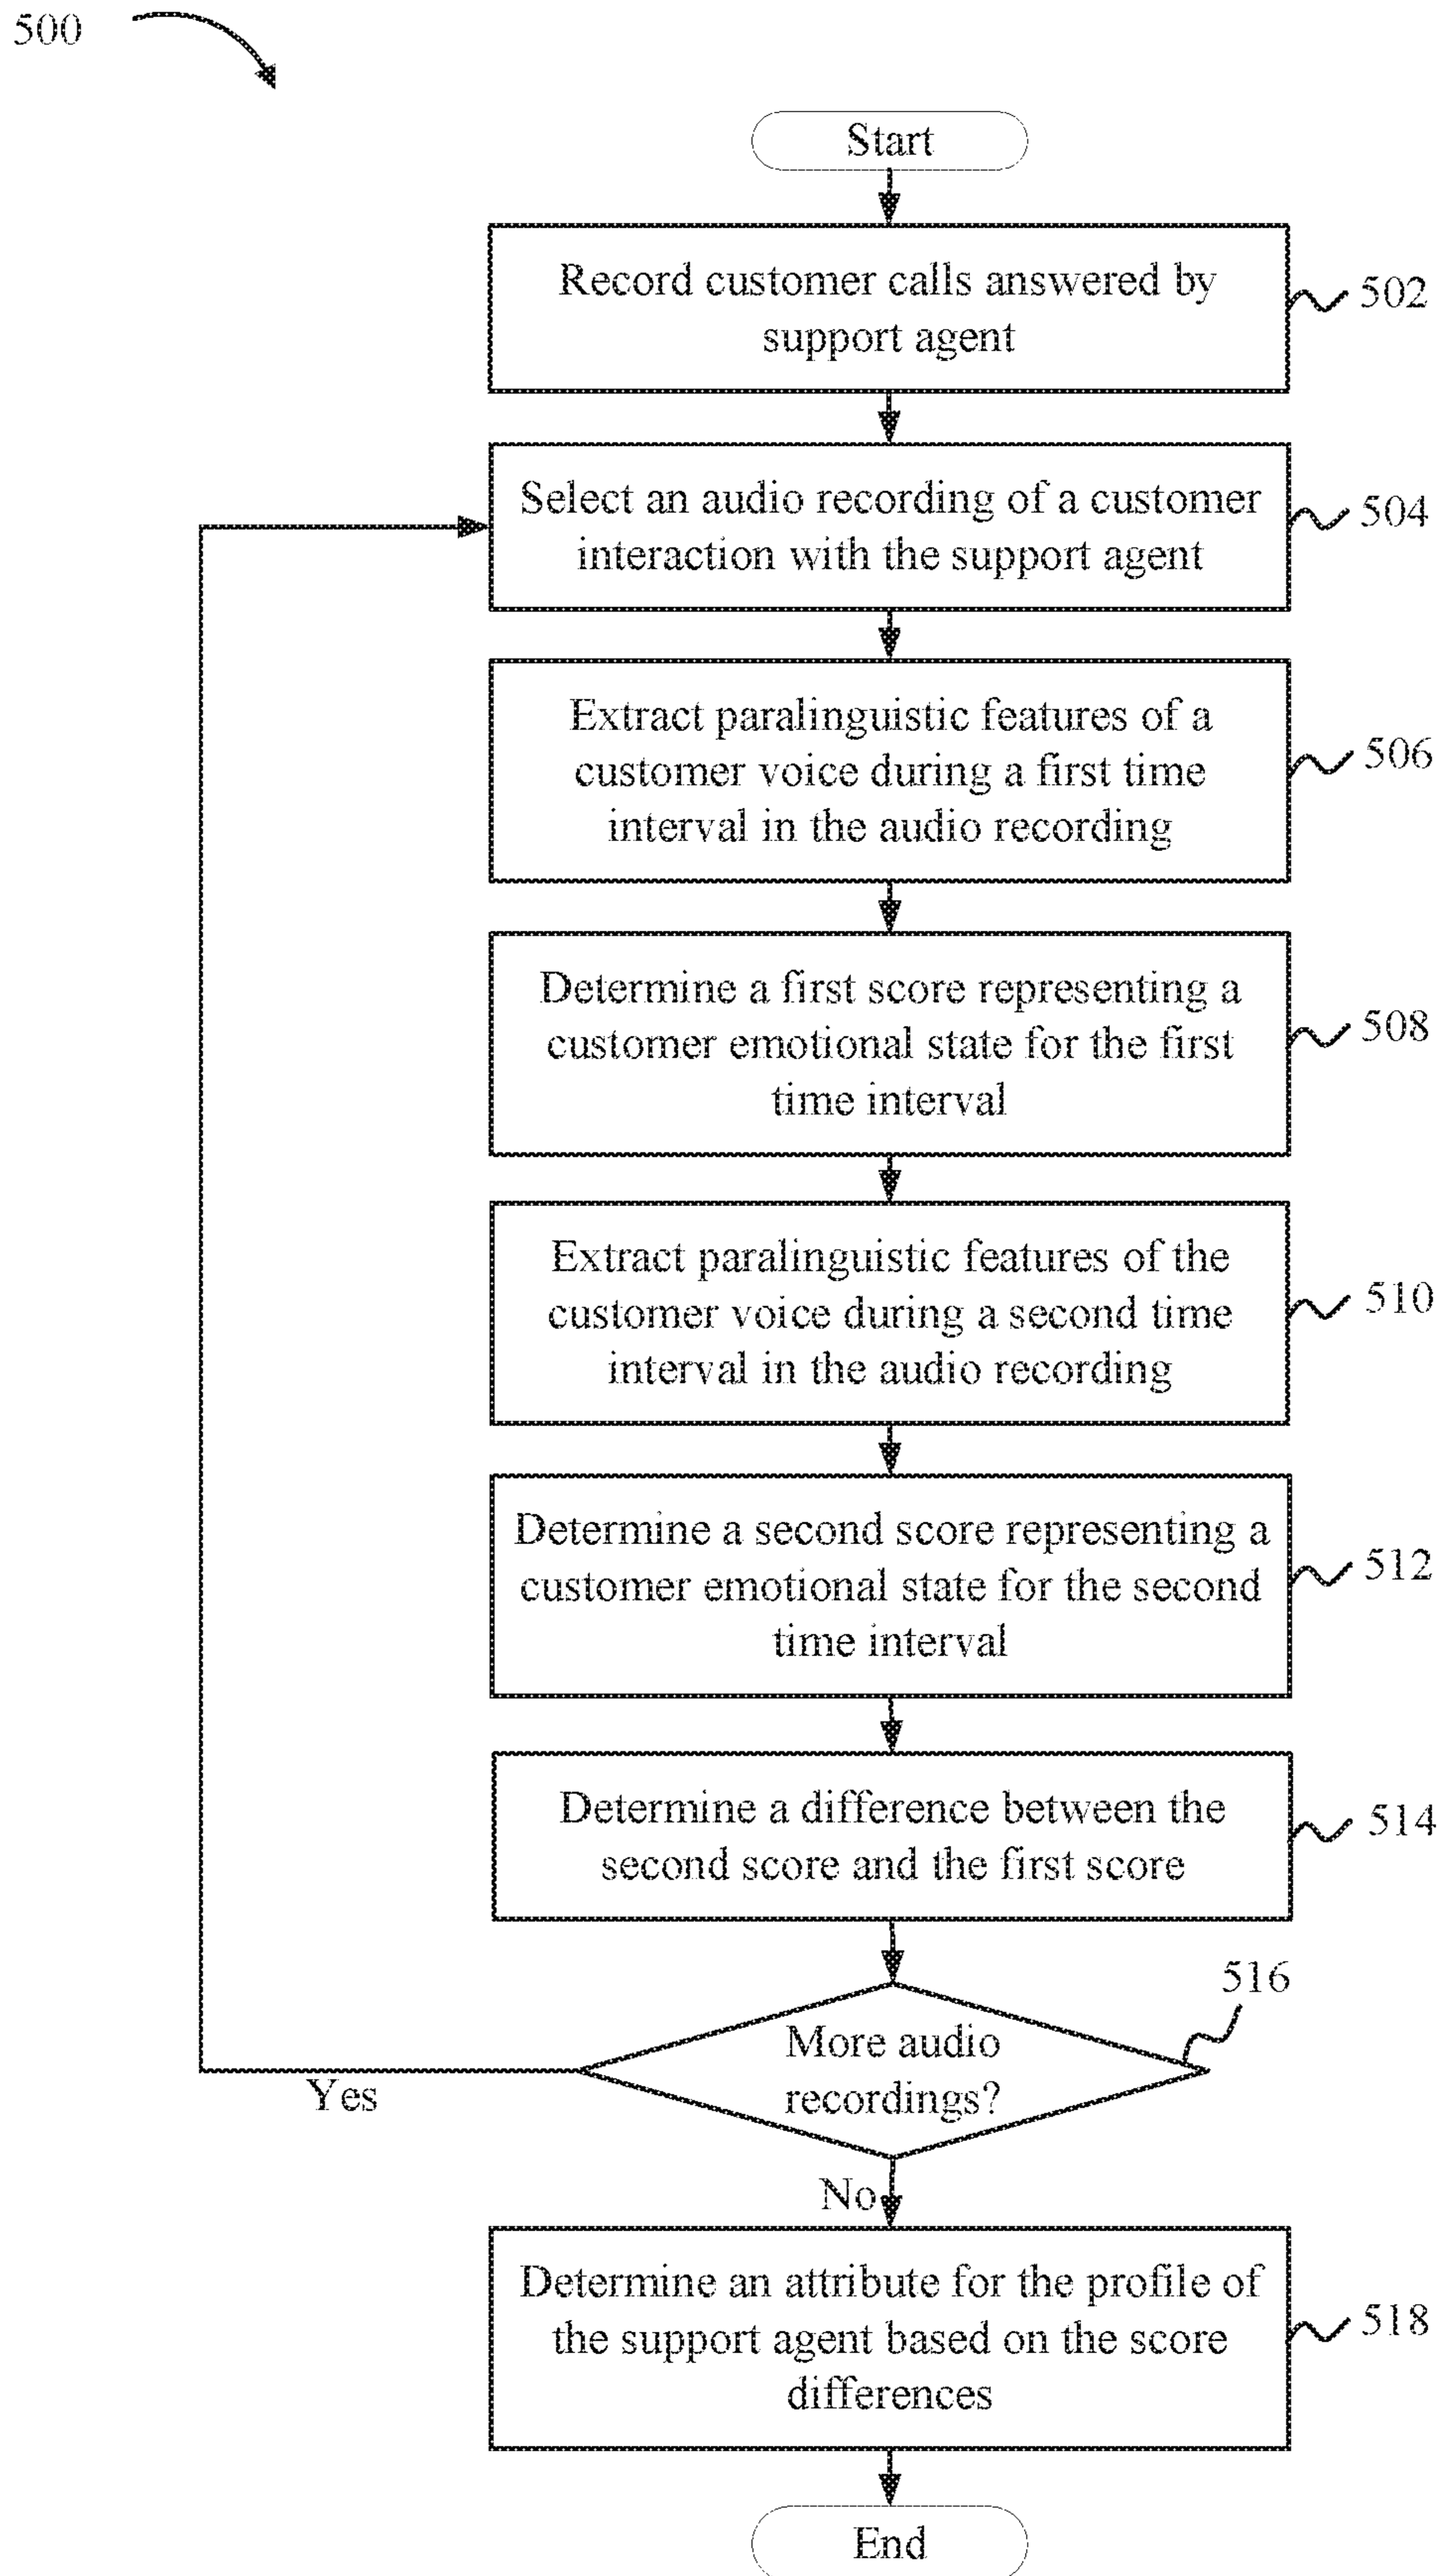 500
Start
Record customer calls answered by
support agent
502
Select an audio recording of a customer
interaction with the support agent
504
Extract paralinguistic features of a
customer voice during a first time
interval in the audio recording
506
Determine a first score representing a
customer emotional state for the first
time interval
508
Extract paralinguistic features of the
customer voice during a second time
interval in the audio recording
510
Determine a second score representing a
customer emotional state for the second
time interval
512
Determine a difference between the
second score and the first score
514
516
More audio
recordings?
Yes
No
Determine an attribute for the profile of
the support agent based on the score
differences
518
End